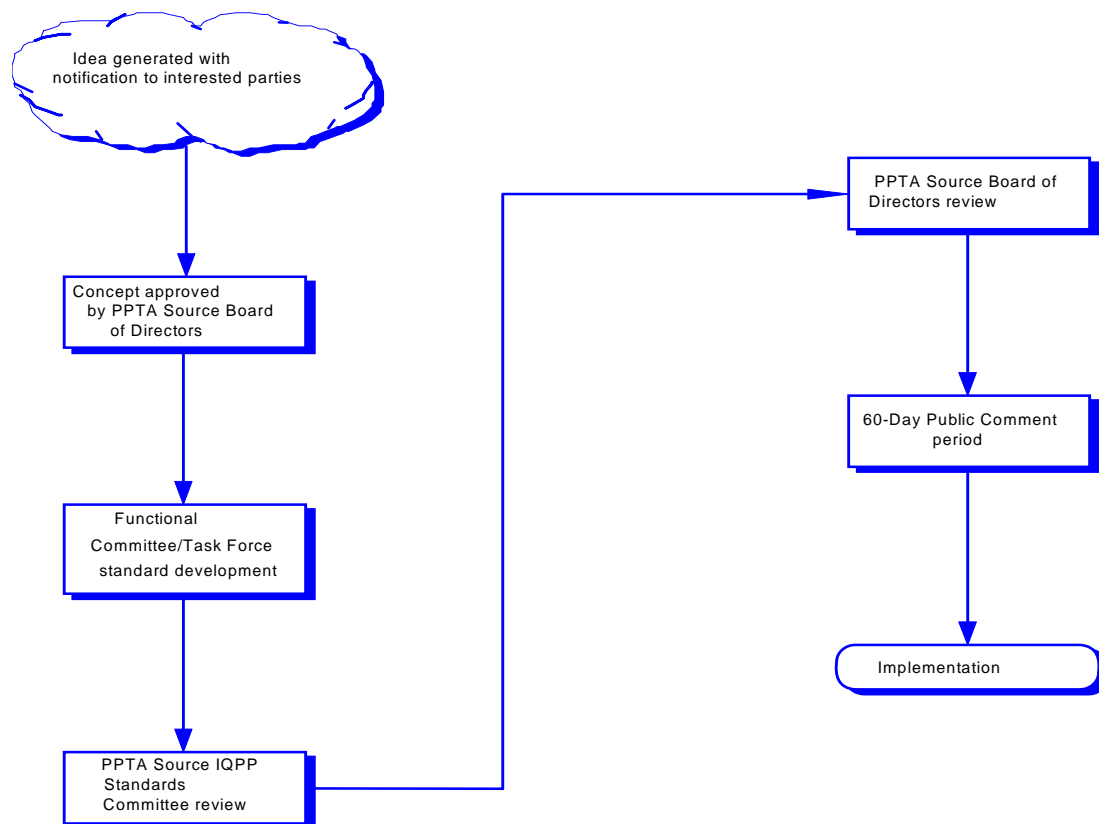 Idea generated with
notification to interested parties
Concept approved
by PPTA Source Board
of Directors
Functional
Committee/Task Force
standard development
PPTA Source IQPP
Standards
Committee review
PPTA Source Board of
Directors review
60-Day Public Comment
period
Implementation